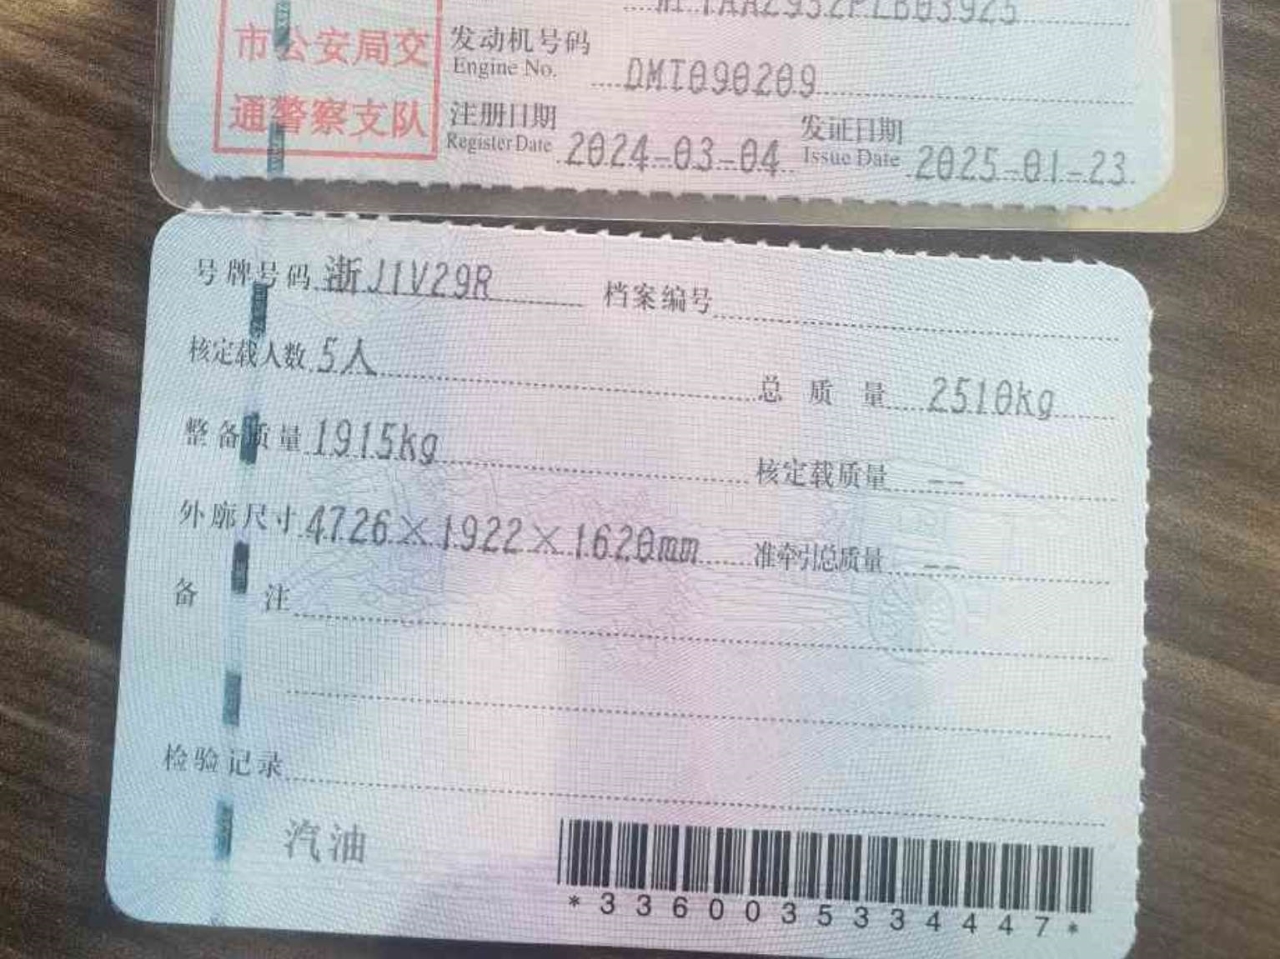 市公安局交
通警察支队
发动机号码 DMT090209
Engine No.
注册日期 2024-03-04 发证日期 2025-01-23
Register Date Issue Date
号牌号码 浙J1V29R 档案编号
核定载人数 5人 总质量 2510kg
整备质量 1915kg 核定载质量 --
外廓尺寸 4726×1922×1620mm 准牵引总质量 --
备注
检验记录
汽油
*3360035334447*